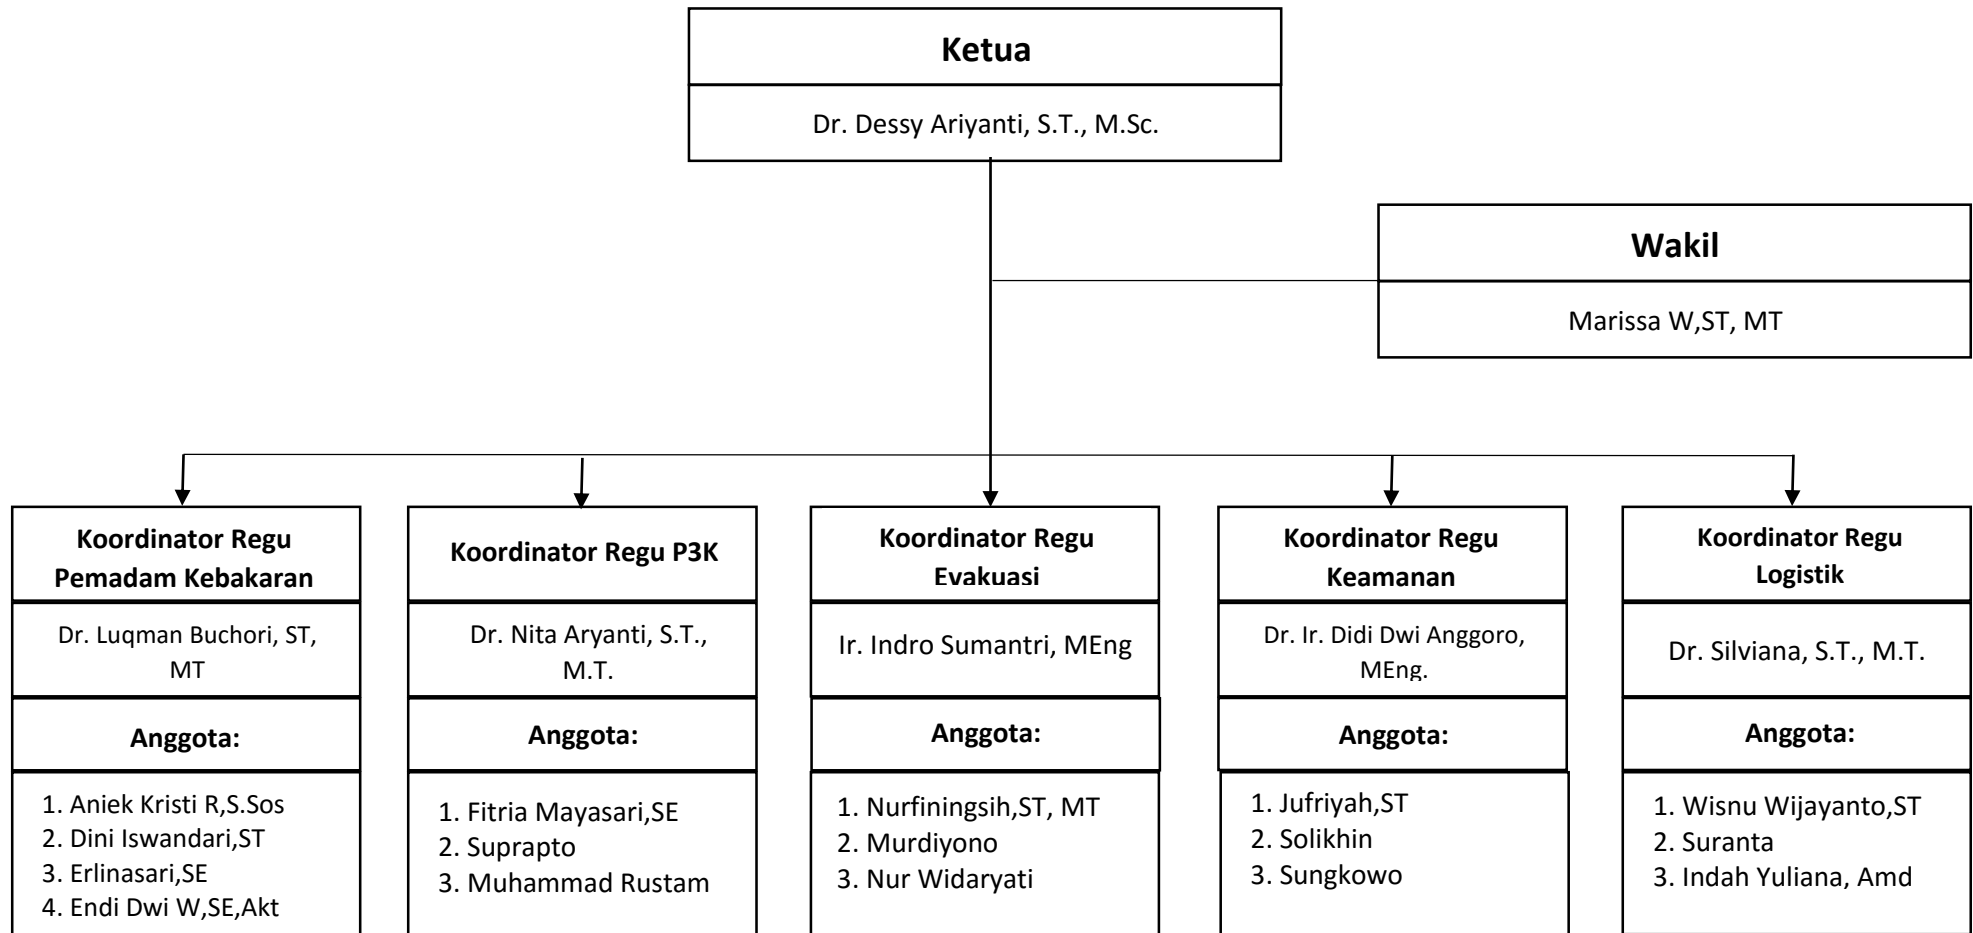 Ketua
Dr. Dessy Ariyanti, S.T., M.Sc.
Wakil
Marissa W,ST, MT
Koordinator Regu
Pemadam Kebakaran
Dr. Luqman Buchori, ST,
MT
Anggota:
1. Aniek Kristi R,S.Sos
2. Dini Iswandari,ST
3. Erlinasari,SE
4. Endi Dwi W,SE,Akt
Koordinator Regu P3K
Dr. Nita Aryanti, S.T.,
M.T.
Anggota:
1. Fitria Mayasari,SE
2. Suprapto
3. Muhammad Rustam
Koordinator Regu
Evakuasi
Ir. Indro Sumantri, MEng
Anggota:
1. Nurfiningsih,ST, MT
2. Murdiyono
3. Nur Widaryati
Koordinator Regu
Keamanan
Dr. Ir. Didi Dwi Anggoro,
MEng.
Anggota:
1. Jufriyah,ST
2. Solikhin
3. Sungkowo
Koordinator Regu
Logistik
Dr. Silviana, S.T., M.T.
Anggota:
1. Wisnu Wijayanto,ST
2. Suranta
3. Indah Yuliana, Amd